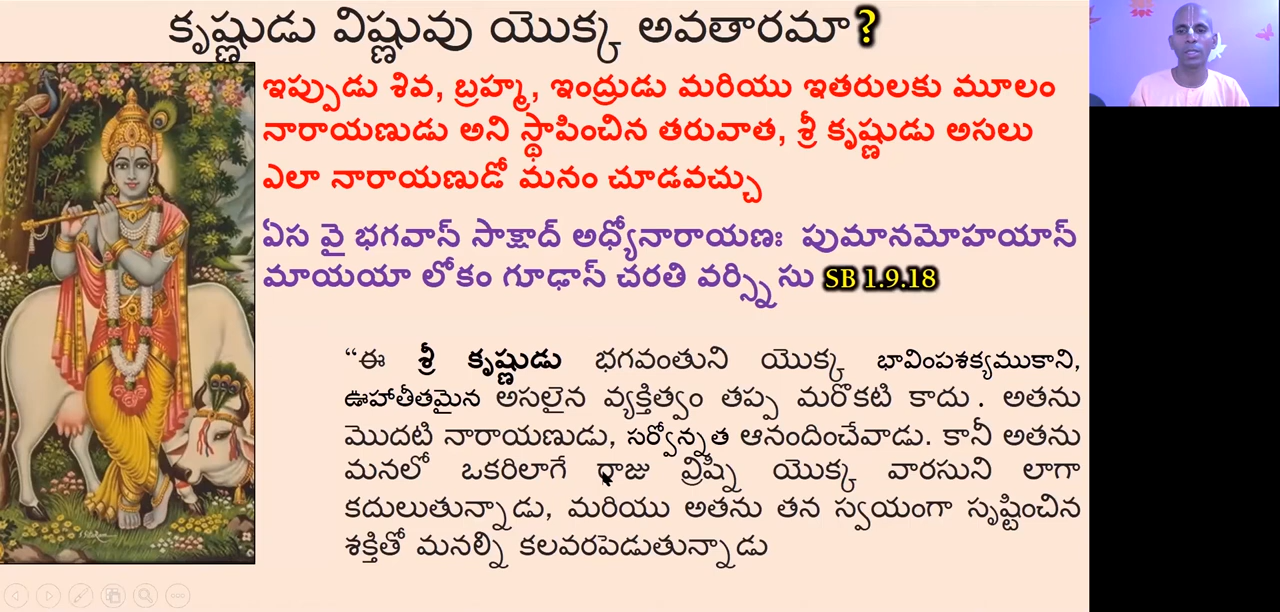 కృష్ణుడు విష్ణువు యొక్క అవతారమా?
ఇప్పుడు శివ, బ్రహ్మ, ఇంద్రుడు మరియు ఇతరులకు మూలం
నారాయణుడు అని స్థాపించిన తరువాత, శ్రీ కృష్ణుడు అసలు
ఎలా నారాయణుడో మనం చూడవచ్చు
ఏస వై భగవాస్ సాక్షాద్ అధ్యోనారాయణః పుమానమోహయాస్
మాయయా లోకం గూఢాస్ చరతి వర్స్నిసు SB 1.9.18
“ఈ శ్రీ కృష్ణుడు భగవంతుని యొక్క భావింపశక్యముకాని,
ఊహాతీతమైన అసలైన వ్యక్తిత్వం తప్ప మరొకటి కాదు. అతను
మొదటి నారాయణుడు, సర్వోన్నత ఆనందించేవాడు. కానీ అతను
మనలో ఒకరిలాగే రాజు వ్రిష్ని యొక్క వారసుని లాగా
కదులుతున్నాడు, మరియు అతను తన స్వయంగా సృష్టించిన
శక్తితో మనల్ని కలవరపెడుతున్నాడు